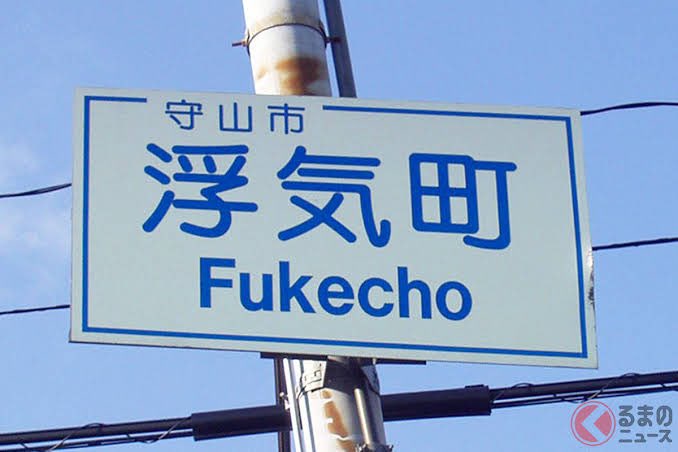 守山市
浮気町
Fukecho
くるまの
ニュース